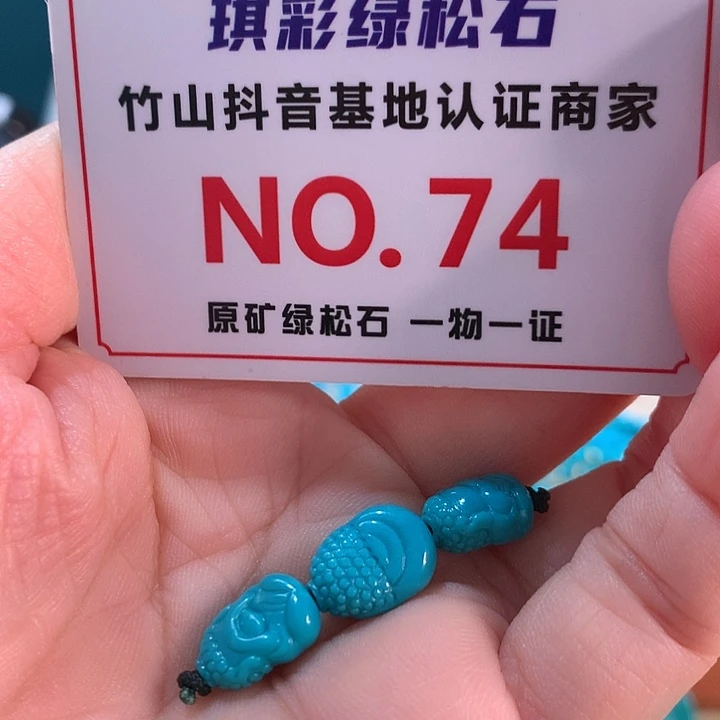 琪彩绿松石
竹山抖音基地认证商家
NO.74
原矿绿松石 一物一证